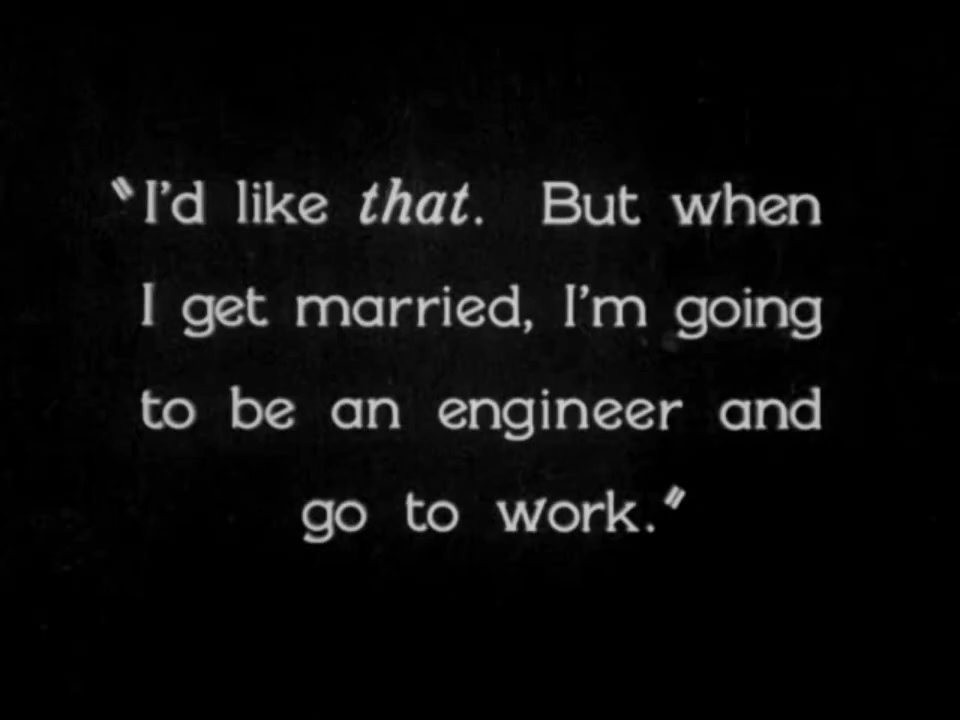 "I'd like that. But when
I get married, I'm going
to be an engineer and
go to work."